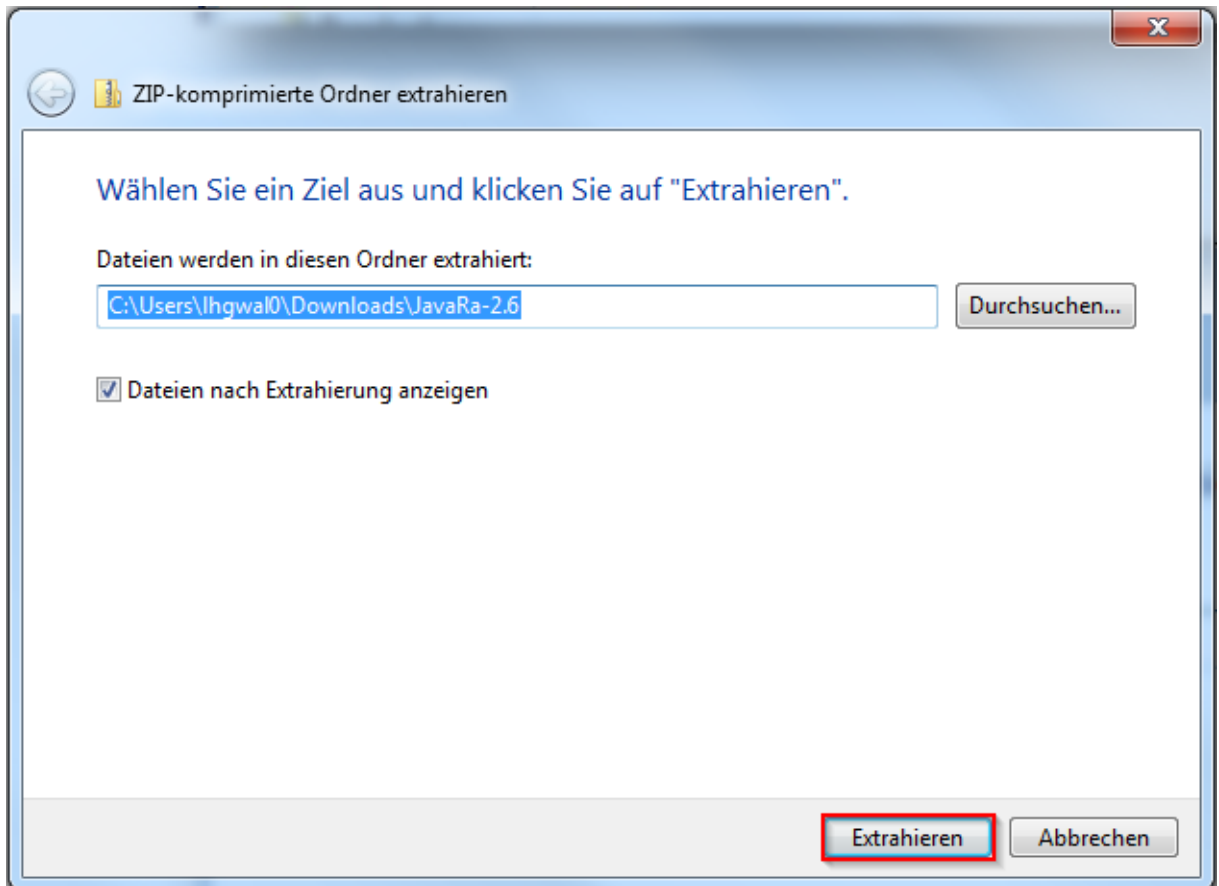 ZIP-komprimierte Ordner extrahieren
Wählen Sie ein Ziel aus und klicken Sie auf "Extrahieren".
Dateien werden in diesen Ordner extrahiert:
C:\Users\lhgwal0\Downloads\JavaRa-2.6
Durchsuchen...
Dateien nach Extrahierung anzeigen
Extrahieren
Abbrechen